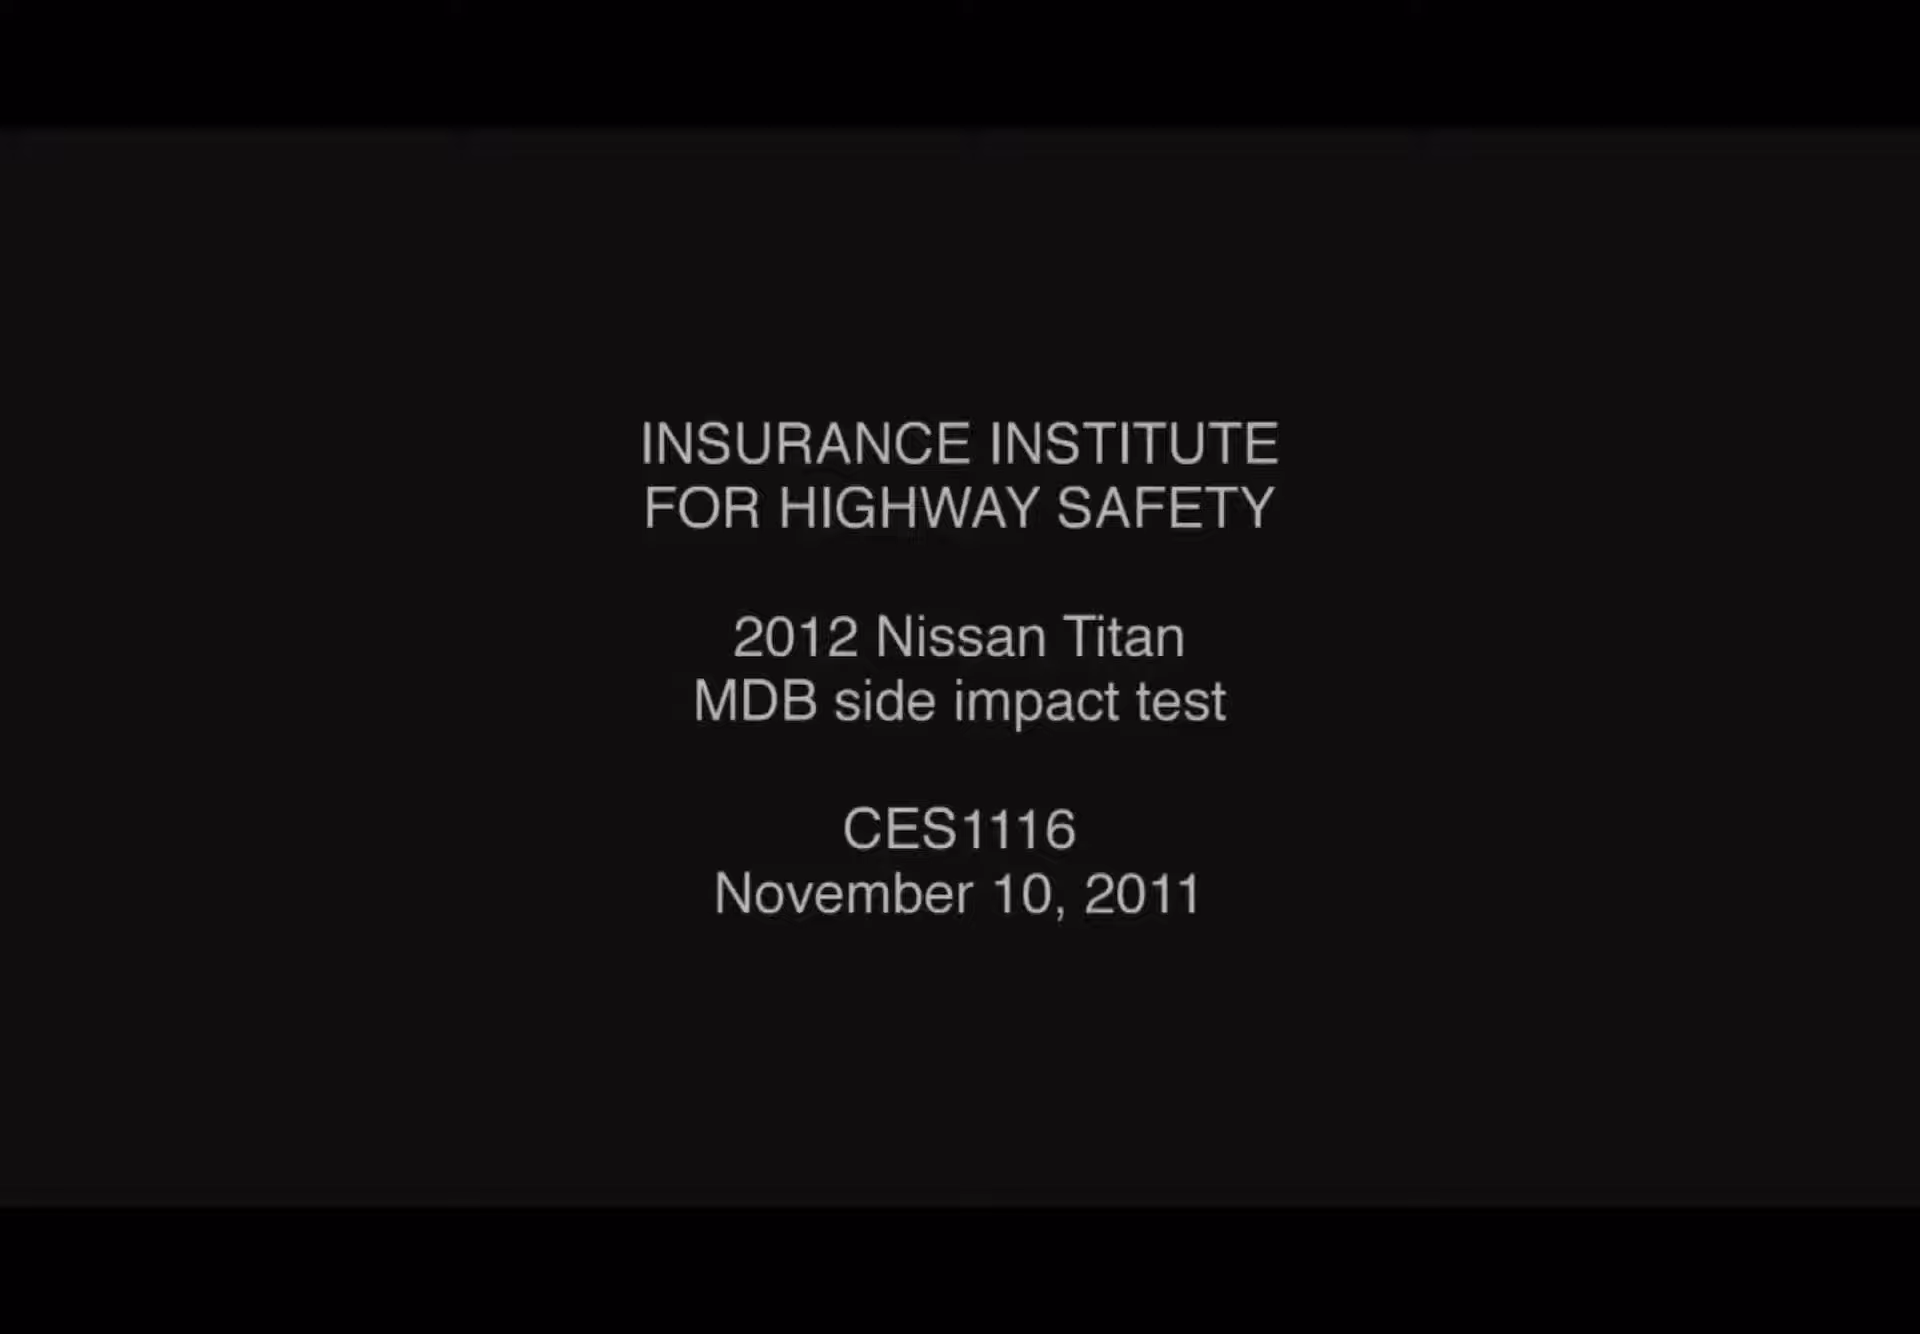 INSURANCE INSTITUTE
FOR HIGHWAY SAFETY
2012 Nissan Titan
MDB side impact test
CES1116
November 10, 2011